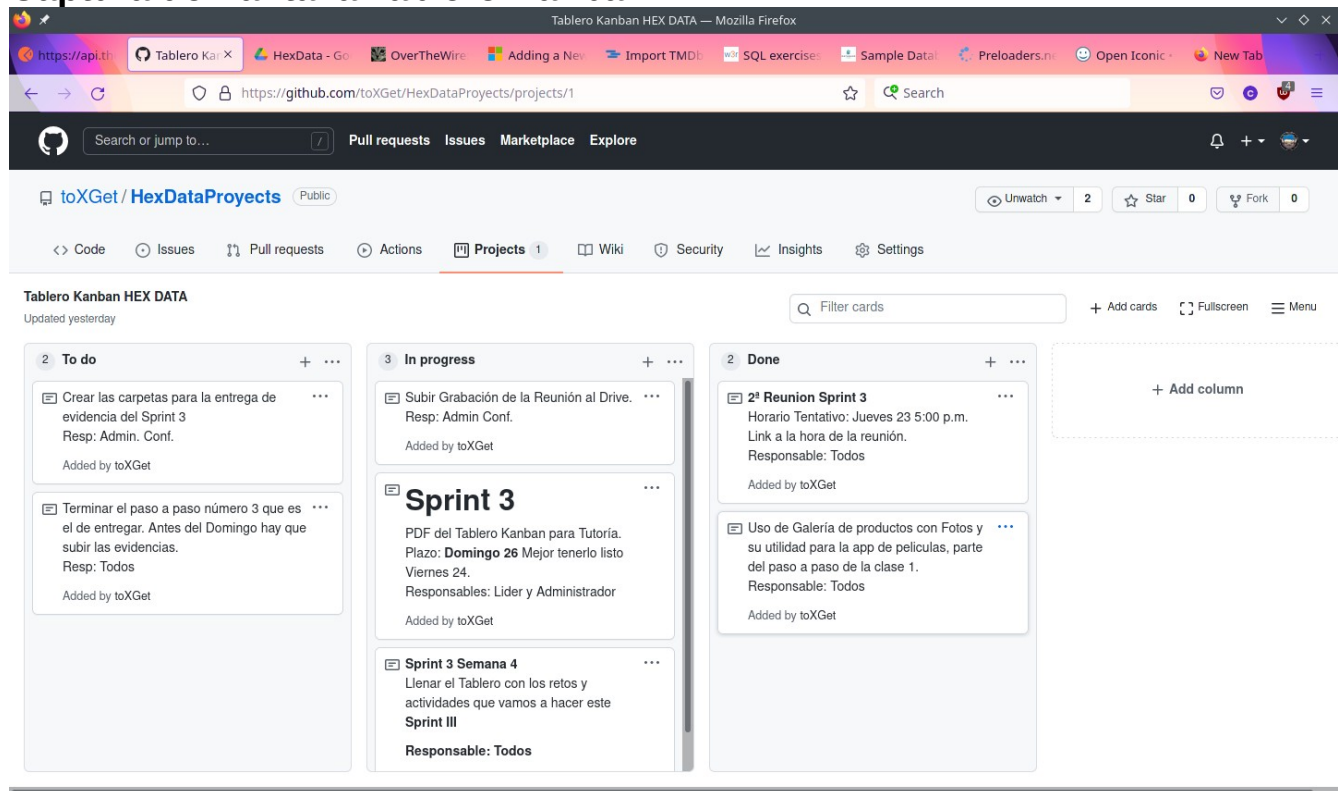 Tablero Kanban HEX DATA — Mozilla Firefox
https://api.th
Tablero Kan
HexData - Go
OverTheWire
Adding a New
Import TMDb
SQL exercises
Sample Datab
Preloaders.ne
Open Iconic
New Tab
https://github.com/toXGet/HexDataProyects/projects/1
Search
4
Search or jump to...
/
Pull requests Issues Marketplace Explore
toXGet / HexDataProyects Public
Unwatch 2
Star 0
Fork 0
Code Issues Pull requests Actions Projects 1 Wiki Security Insights Settings
Tablero Kanban HEX DATA
Updated yesterday
Filter cards
+ Add cards
Fullscreen
Menu
2 To do
Crear las carpetas para la entrega de
evidencia del Sprint 3
Resp: Admin. Conf.
Added by toXGet
Terminar el paso a paso número 3 que es
el de entregar. Antes del Domingo hay que
subir las evidencias.
Resp: Todos
Added by toXGet
3 In progress
Subir Grabación de la Reunión al Drive.
Resp: Admin Conf.
Added by toXGet
Sprint 3
PDF del Tablero Kanban para Tutoría.
Plazo: Domingo 26 Mejor tenerlo listo
Viernes 24.
Responsables: Lider y Administrador
Added by toXGet
Sprint 3 Semana 4
Llenar el Tablero con los retos y
actividades que vamos a hacer este
Sprint III
Responsable: Todos
2 Done
2ª Reunion Sprint 3
Horario Tentativo: Jueves 23 5:00 p.m.
Link a la hora de la reunión.
Responsable: Todos
Added by toXGet
Uso de Galería de productos con Fotos y
su utilidad para la app de peliculas, parte
del paso a paso de la clase 1.
Responsable: Todos
Added by toXGet
+ Add column